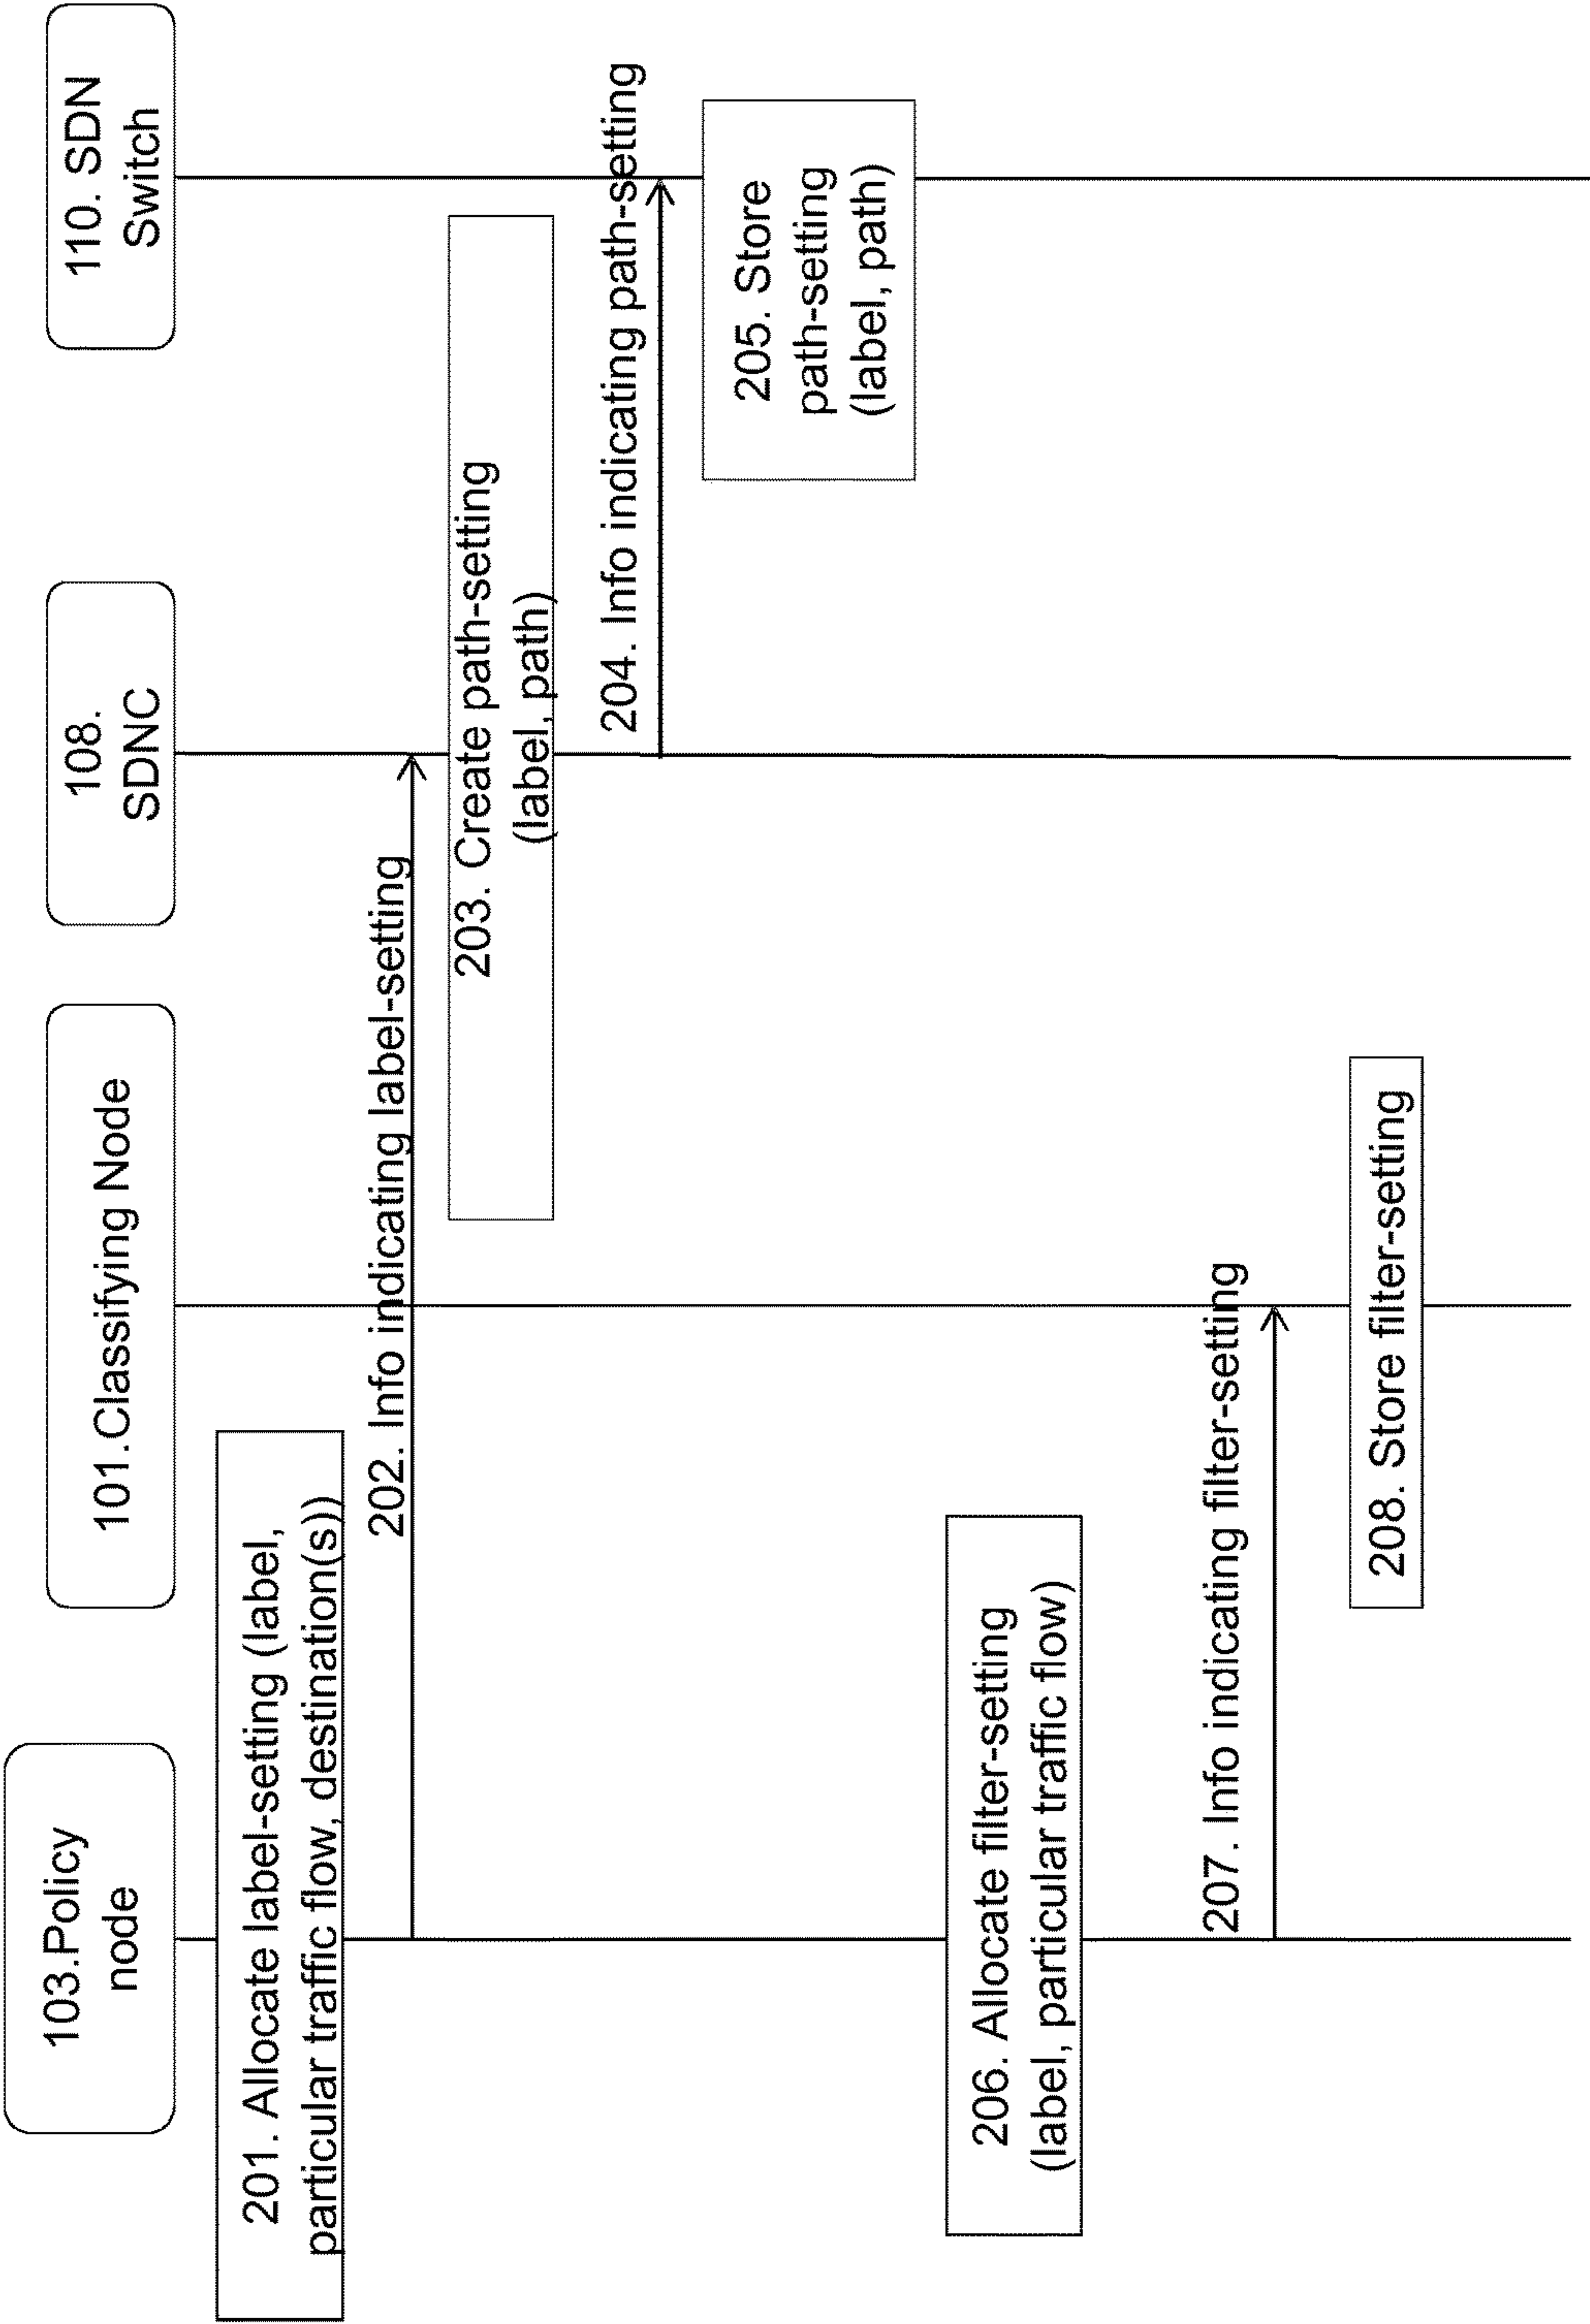 103.Policy
node
101.Classifying Node
108.
SDNC
110. SDN
Switch
201. Allocate label-setting (label,
particular traffic flow, destination(s))
202. Info indicating label-setting
203. Create path-setting
(label, path)
204. Info indicating path-setting
205. Store
path-setting
(label, path)
206. Allocate filter-setting
(label, particular traffic flow)
207. Info indicating filter-setting
208. Store filter-setting